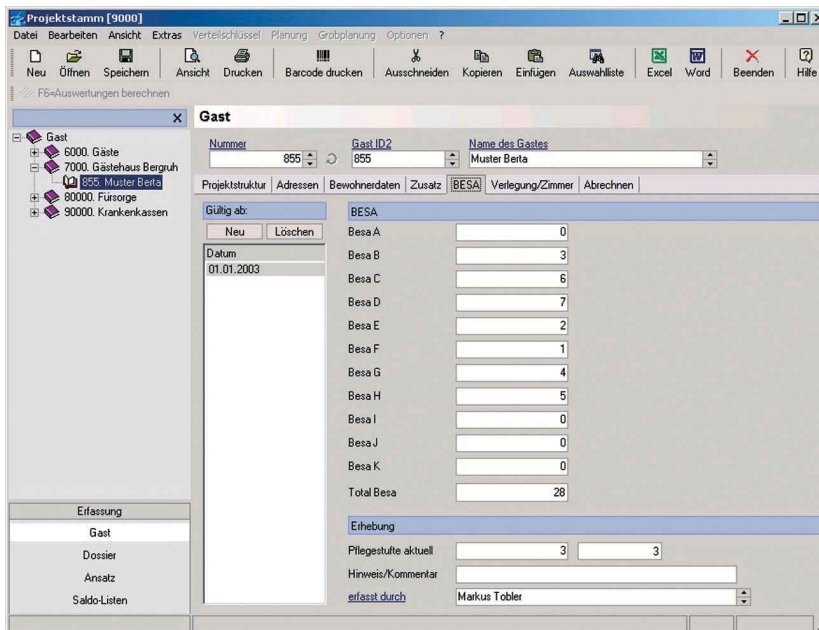 Projektstamm [9000]
Datei Bearbeiten Ansicht Extras Verteilschlüssel Planung Grobplanung Optionen ?
Neu Öffnen Speichern Ansicht Drucken Barcode drucken Ausschneiden Kopieren Einfügen Auswahlliste Excel Word Beenden Hilfe
F6=Auswertungen berechnen
x Gast
Gast
6000. Gäste
7000. Gästehaus Bergruh
855. Muster Berta
80000. Fürsorge
90000. Krankenkassen
Nummer Gast ID2 Name des Gastes
855 855 Muster Berta
Projektstruktur Adressen Bewohnerdaten Zusatz BESA Verlegung/Zimmer Abrechnen
Gültig ab: BESA
Neu Löschen
Datum
01.01.2003
Besa A 0
Besa B 3
Besa C 6
Besa D 7
Besa E 2
Besa F 1
Besa G 4
Besa H 5
Besa I 0
Besa J 0
Besa K 0
Total Besa 28
Erhebung
Pflegestufte aktuell 3 3
Hinweis/Kommentar
erfasst durch Markus Tobler
Erfassung
Gast
Dossier
Ansatz
Saldo-Listen